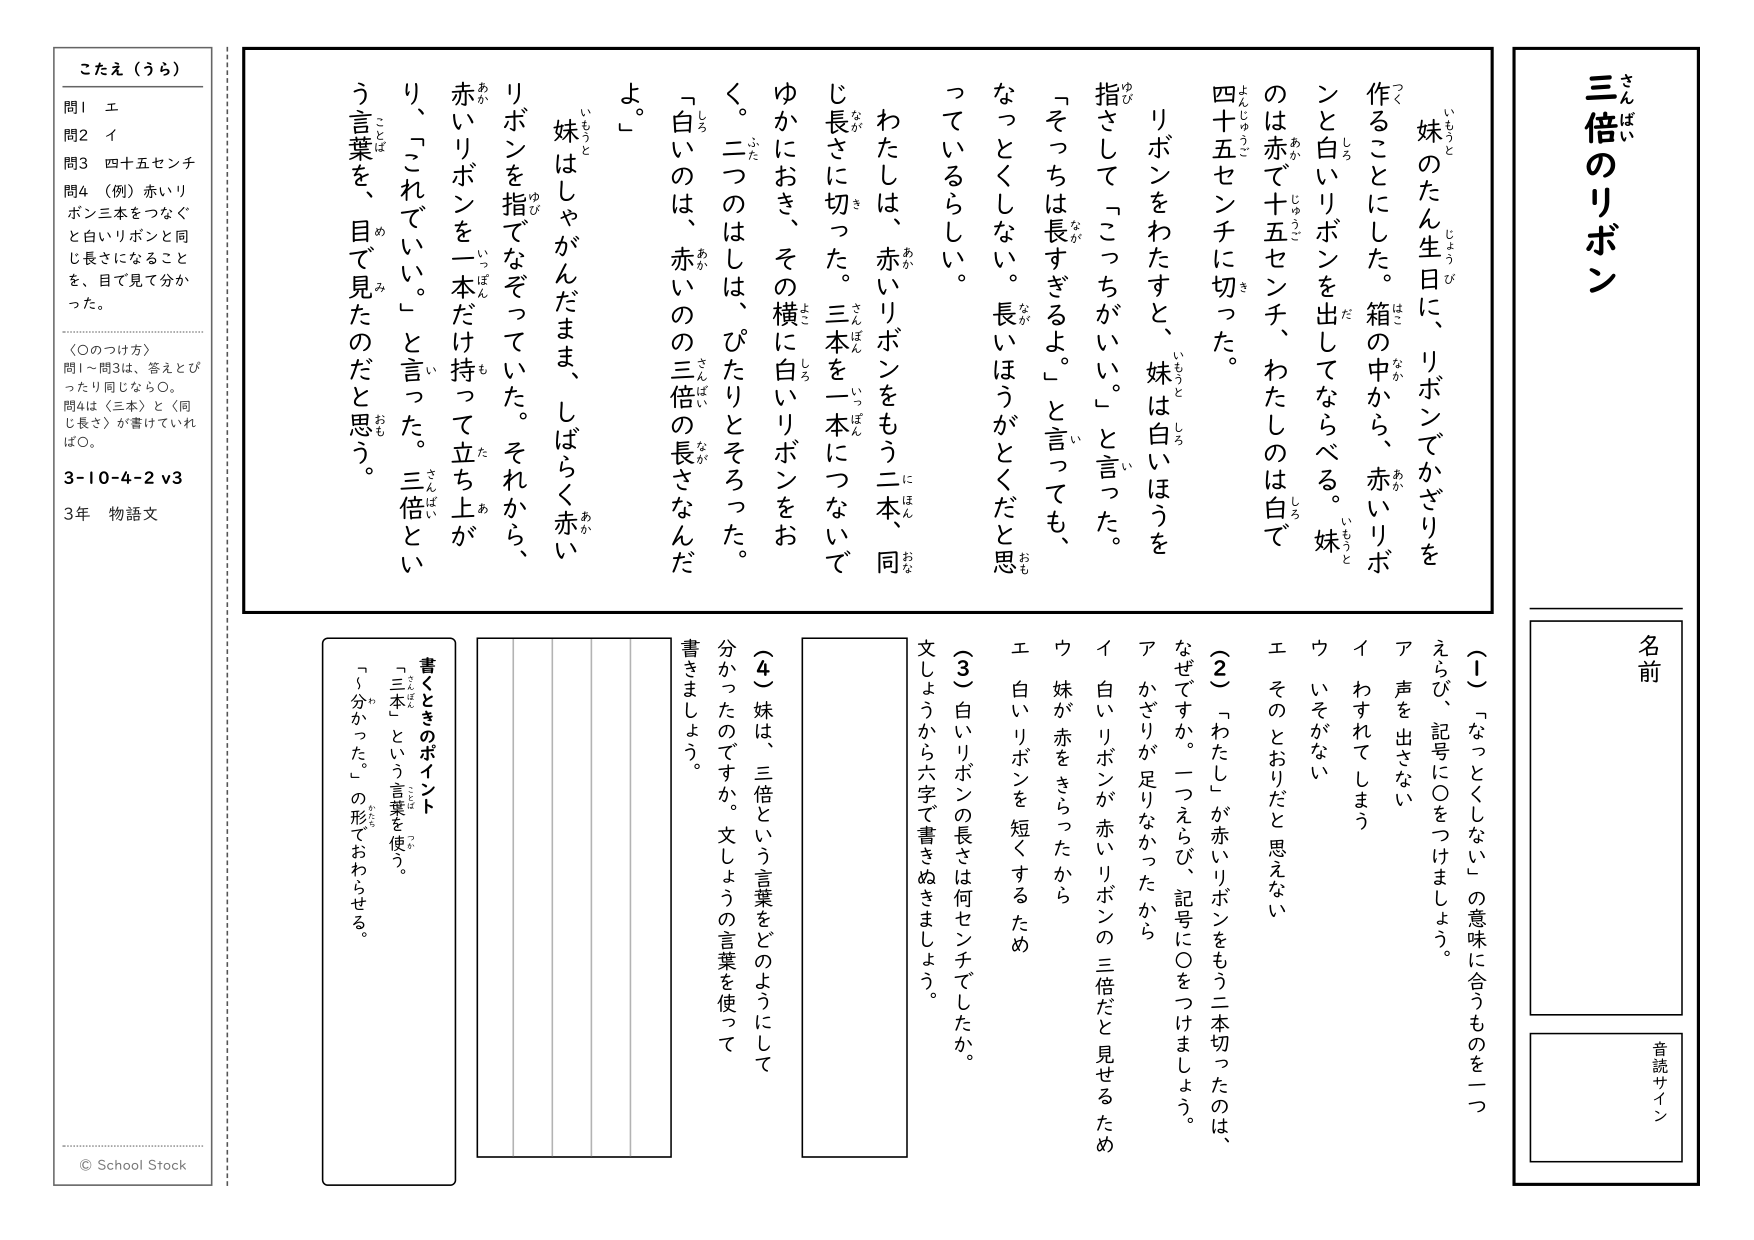 三倍のリボン
さんばい
名前
音読サイン
妹のたん生日に、リボンでかざりを
作ることにした。箱の中から、赤いリボ
ンと白いリボンを出してならべる。妹
のは赤で十五センチ、わたしのは白で
四十五センチに切った。
リボンをわたすと、妹は白いほうを
指さして「こっちがいい。」と言った。
「そっちは長すぎるよ。」と言っても、
なっとくしない。長いほうがとくだと思
っているらしい。
わたしは、赤いリボンをもう二本、同
じ長さに切った。三本を一本につないで
ゆかにおき、その横に白いリボンをお
く。二つのはしは、ぴたりとそろった。
「白いのは、赤いのの三倍の長さなんだ
よ。」
妹はしゃがんだまま、しばらく赤い
リボンを指でなぞっていた。それから、
赤いリボンを一本だけ持って立ち上が
り、「これでいい。」と言った。三倍とい
う言葉を、目で見たのだと思う。
(1)「なっとくしない」の意味に合うものを一つ
えらび、記号に〇をつけましょう。
ア 声を出さない
イ わすれてしまう
ウ いそがない
エ そのとおりだと思えない
(2)「わたし」が赤いリボンをもう二本切ったのは、
なぜですか。一つえらび、記号に〇をつけましょう。
ア かざりが足りなかったから
イ 白いリボンが赤いリボンの三倍だと見せるため
ウ 妹が赤をきらったから
エ 白いリボンを短くするため
(3)白いリボンの長さは何センチでしたか。
文しょうから六字で書きぬきましょう。
(4)妹は、三倍という言葉をどのようにして
分かったのですか。文しょうの言葉を使って
書きましょう。
書くときのポイント
「三本」という言葉を使う。
「〜分かった。」の形でおわらせる。
こたえ（うら）
問1 エ
問2 イ
問3 四十五センチ
問4 （例）赤いリ
ボン三本をつなぐ
と白いリボンと同
じ長さになること
を、目で見て分か
った。
〈〇のつけ方〉
問1〜問3は、答えとぴ
ったり同じなら〇。
問4は〈三本〉と〈同
じ長さ〉が書けていれ
ば〇。
3-10-4-2 v3
3年 物語文
© School Stock